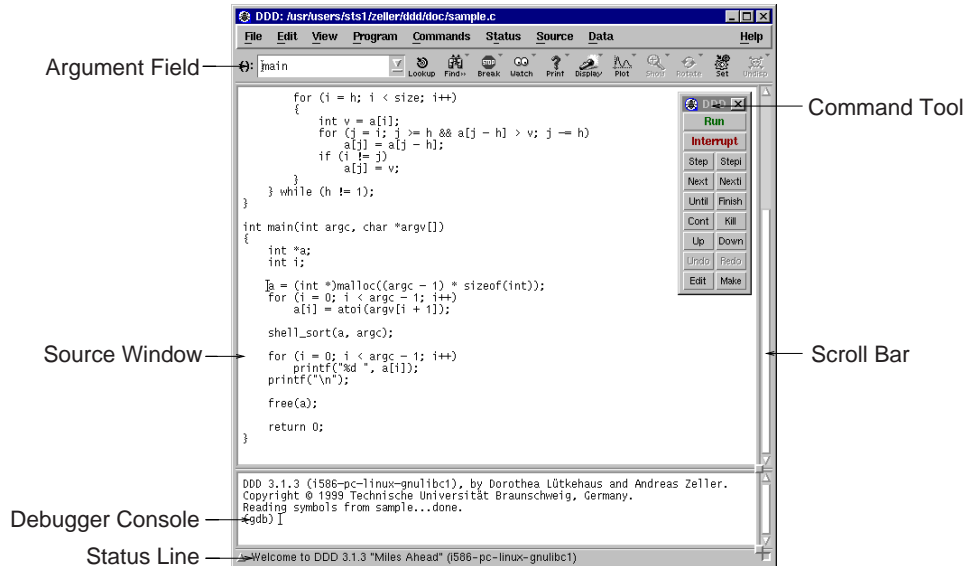 DDD: /usr/users/sts1/zeller/ddd/doc/sample.c
File Edit View Program Commands Status Source Data Help
Argument Field
(): main
Lookup Find>> Break Watch Print Display Plot Show Rotate Set Undisp
for (i = h; i < size; i++)
{
int v = a[i];
for (j = i; j >= h && a[j - h] > v; j -= h)
a[j] = a[j - h];
if (i != j)
a[j] = v;
}
} while (h != 1);
}
int main(int argc, char *argv[])
{
int *a;
int i;
a = (int *)malloc((argc - 1) * sizeof(int));
for (i = 0; i < argc - 1; i++)
a[i] = atoi(argv[i + 1]);
shell_sort(a, argc);
for (i = 0; i < argc - 1; i++)
printf("%d ", a[i]);
printf("\n");
free(a);
return 0;
}
DDD
Run
Interrupt
Step Stepi
Next Nexti
Until Finish
Cont Kill
Up Down
Undo Redo
Edit Make
Command Tool
Source Window
Scroll Bar
DDD 3.1.3 (i586-pc-linux-gnulibc1), by Dorothea Lütkehaus and Andreas Zeller.
Copyright © 1999 Technische Universität Braunschweig, Germany.
Reading symbols from sample...done.
Debugger Console
(gdb)
Status Line
Welcome to DDD 3.1.3 "Miles Ahead" (i586-pc-linux-gnulibc1)